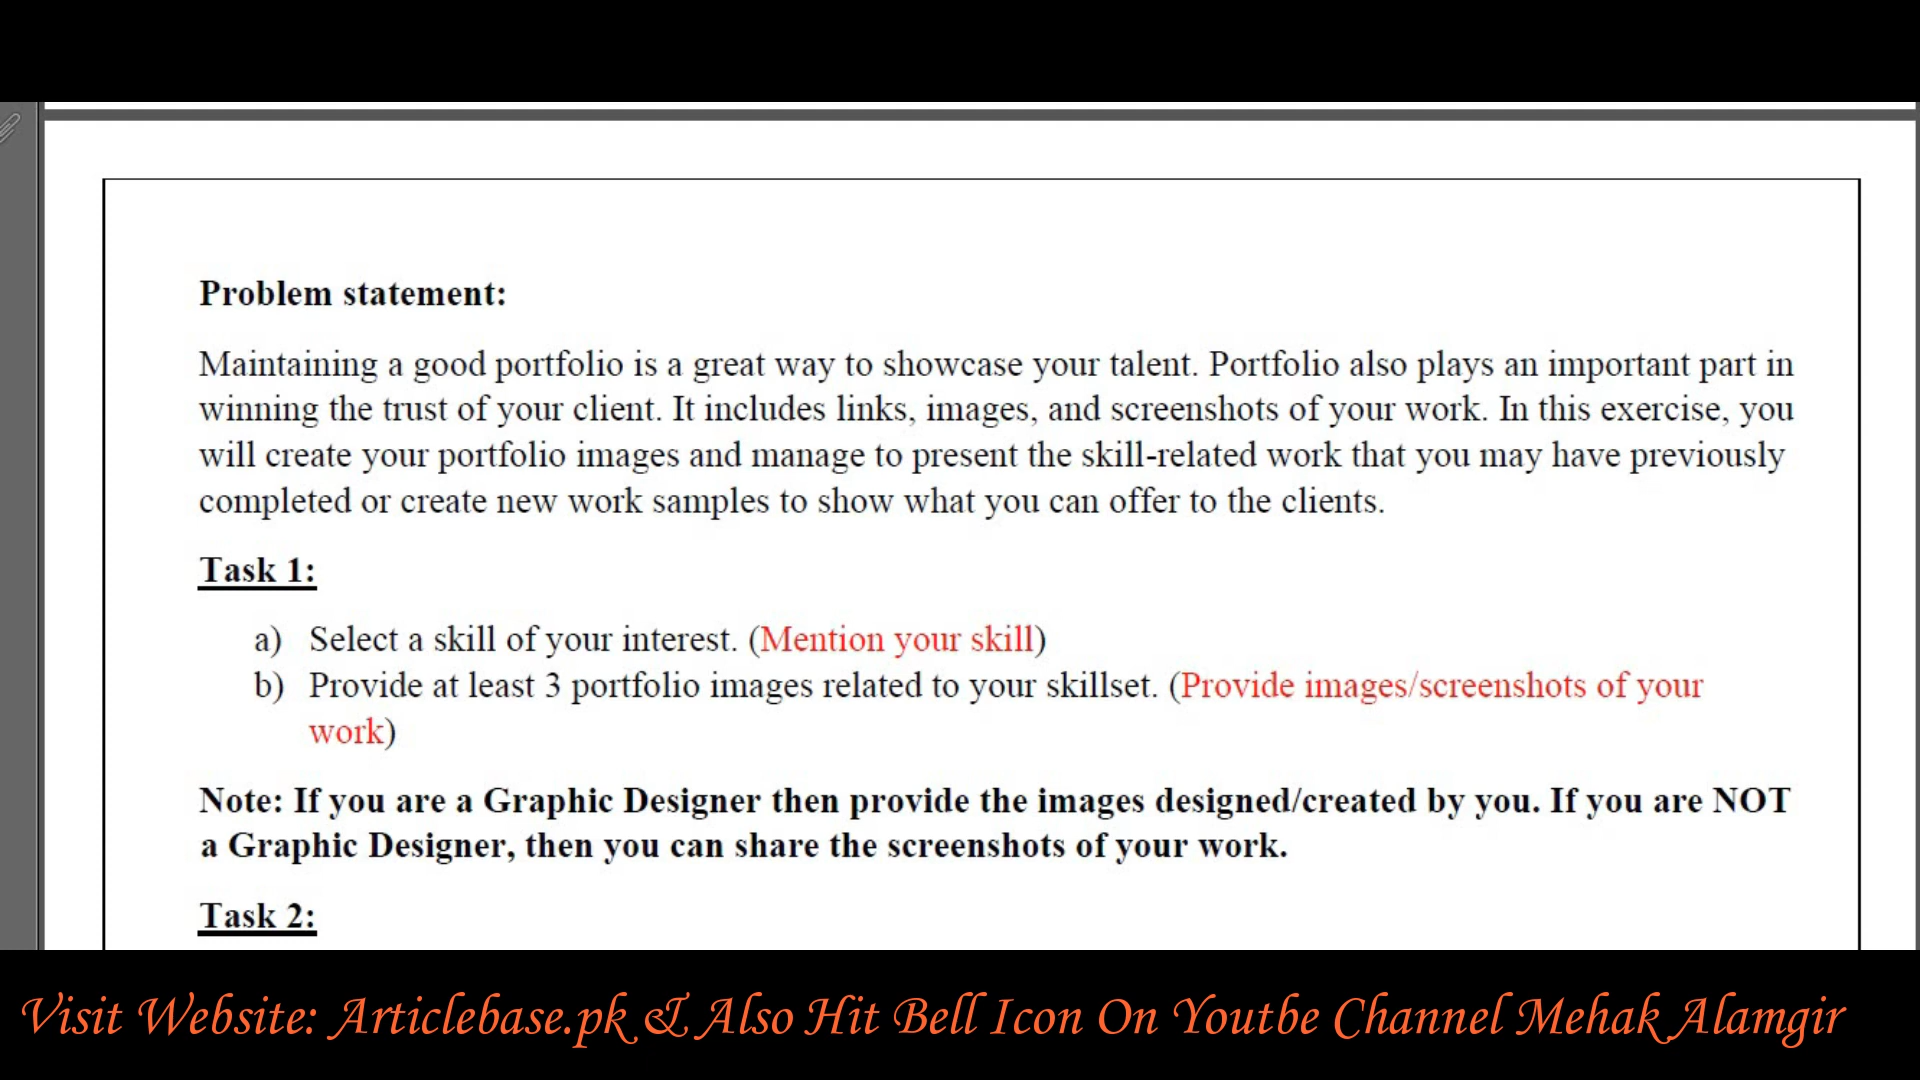 Problem statement:
Maintaining a good portfolio is a great way to showcase your talent. Portfolio also plays an important part in
winning the trust of your client. It includes links, images, and screenshots of your work. In this exercise, you
will create your portfolio images and manage to present the skill-related work that you may have previously
completed or create new work samples to show what you can offer to the clients.
Task 1:
a) Select a skill of your interest. (Mention your skill)
b) Provide at least 3 portfolio images related to your skillset. (Provide images/screenshots of your
work)
Note: If you are a Graphic Designer then provide the images designed/created by you. If you are NOT
a Graphic Designer, then you can share the screenshots of your work.
Task 2:
Visit Website: Articlebase.pk & Also Hit Bell Icon On Youtbe Channel Mehak Alamgir